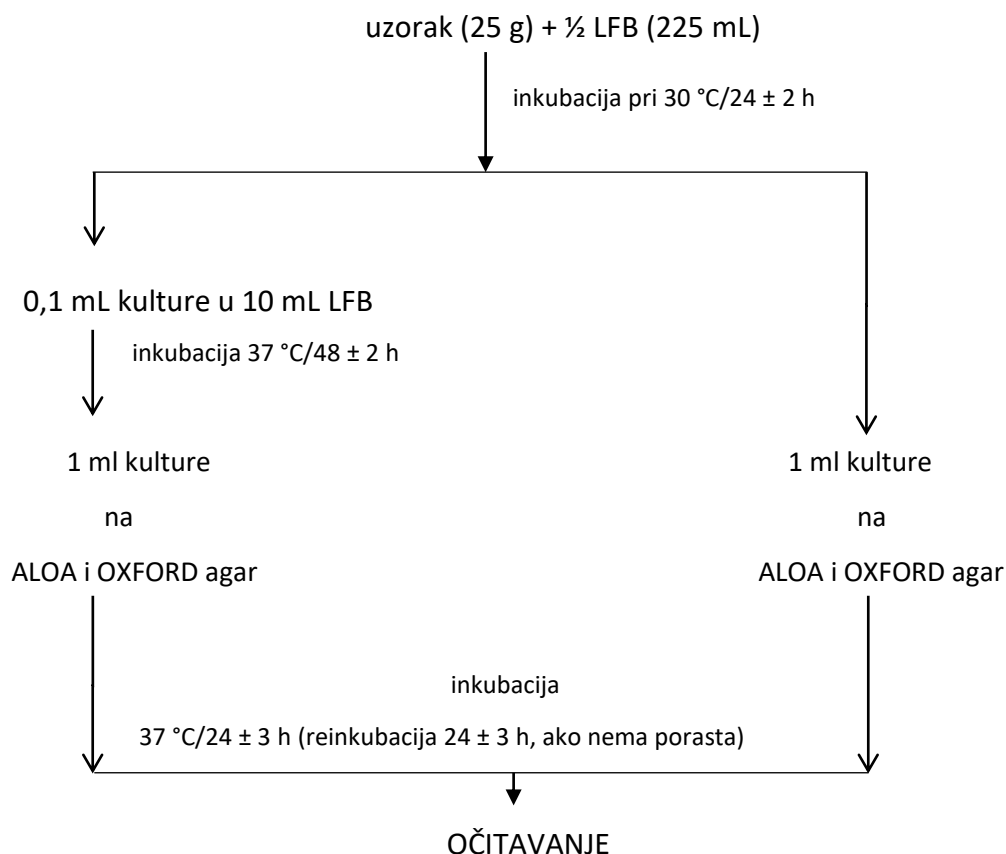 uzorak (25 g) + ½ LFB (225 mL)
inkubacija pri 30 °C/24 ± 2 h
0,1 mL kulture u 10 mL LFB
inkubacija 37 °C/48 ± 2 h
1 ml kulture
na
ALOA i OXFORD agar
1 ml kulture
na
ALOA i OXFORD agar
inkubacija
37 °C/24 ± 3 h (reinkubacija 24 ± 3 h, ako nema porasta)
OČITAVANJE